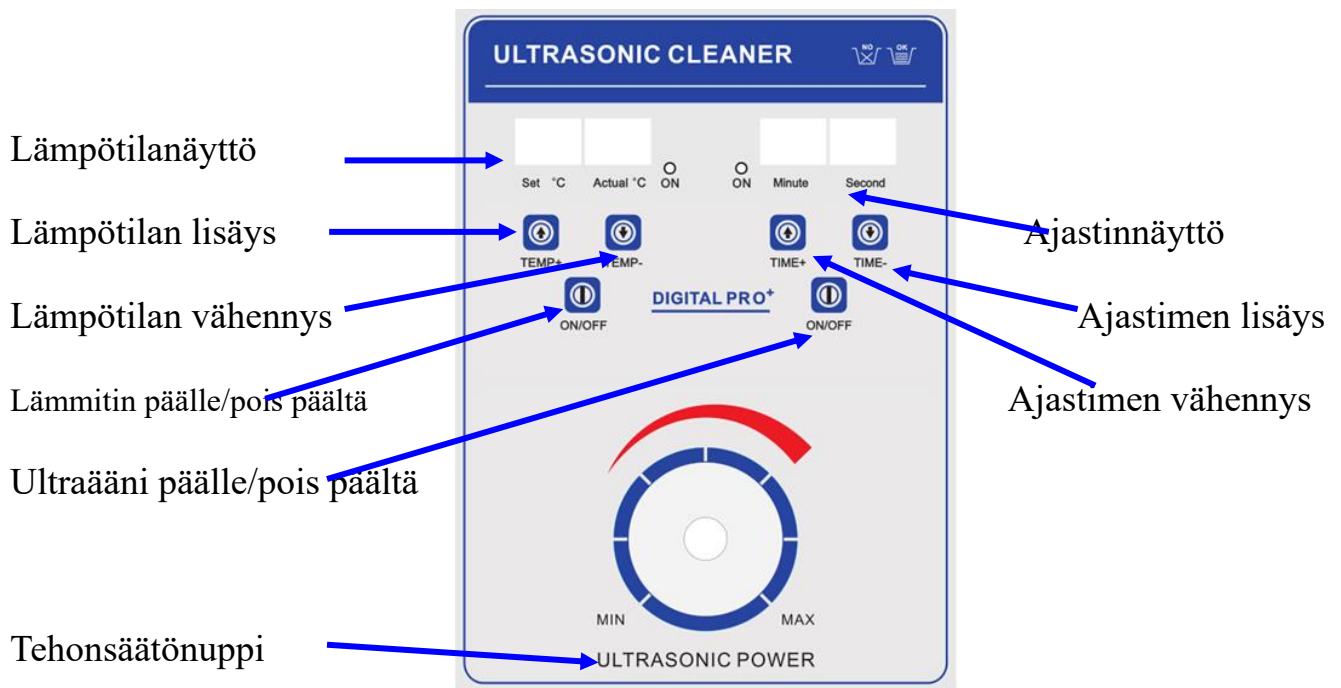 ULTRASONIC CLEANER
NO OK
Lämpötilanäyttö
Set °C Actual °C ON ON Minute Second
Lämpötilan lisäys
Ajastinnäyttö
TEMP+ TEMP- TIME+ TIME-
Lämpötilan vähennys
DIGITAL PRO+
Ajastimen lisäys
ON/OFF ON/OFF
Lämmitin päälle/pois päältä
Ajastimen vähennys
Ultraääni päälle/pois päältä
MIN MAX
Tehonsäätönuppi
ULTRASONIC POWER